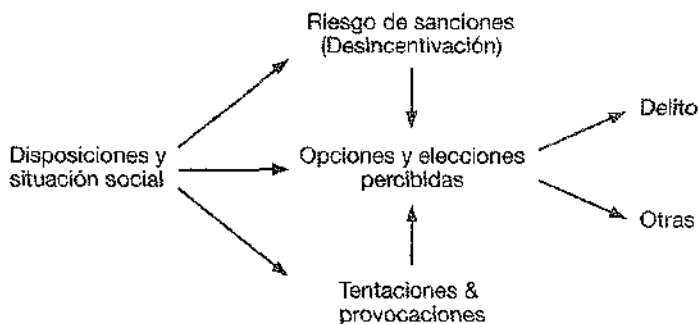 Riesgo de sanciones
(Desincentivación)
Delito
Disposiciones y
situación social
Opciones y elecciones
percibidas
Otras
Tentaciones &
provocaciones